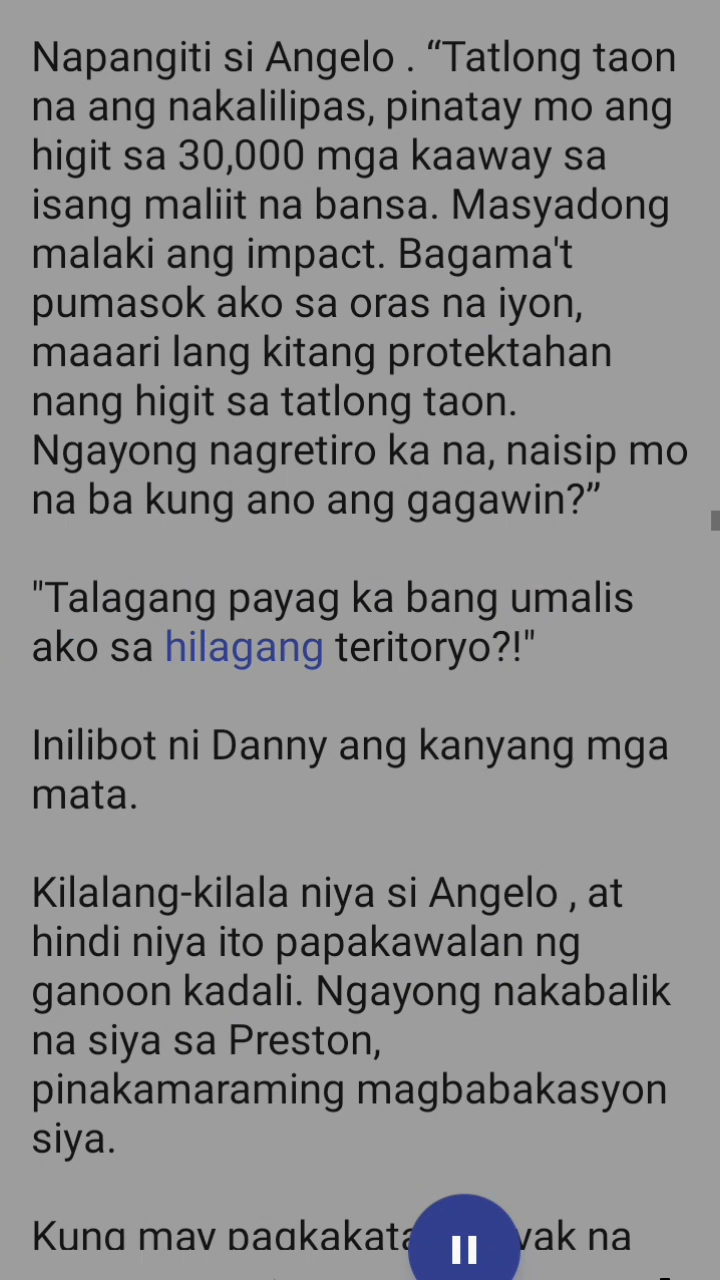 Napangiti si Angelo . “Tatlong taon
na ang nakalilipas, pinatay mo ang
higit sa 30,000 mga kaaway sa
isang maliit na bansa. Masyadong
malaki ang impact. Bagama't
pumasok ako sa oras na iyon,
maaari lang kitang protektahan
nang higit sa tatlong taon.
Ngayong nagretiro ka na, naisip mo
na ba kung ano ang gagawin?”
"Talagang payag ka bang umalis
ako sa hilagang teritoryo?!"
Inilibot ni Danny ang kanyang mga
mata.
Kilalang-kilala niya si Angelo , at
hindi niya ito papakawalan ng
ganoon kadali. Ngayong nakabalik
na siya sa Preston,
pinakamaraming magbabakasyon
siya.
Kung may na